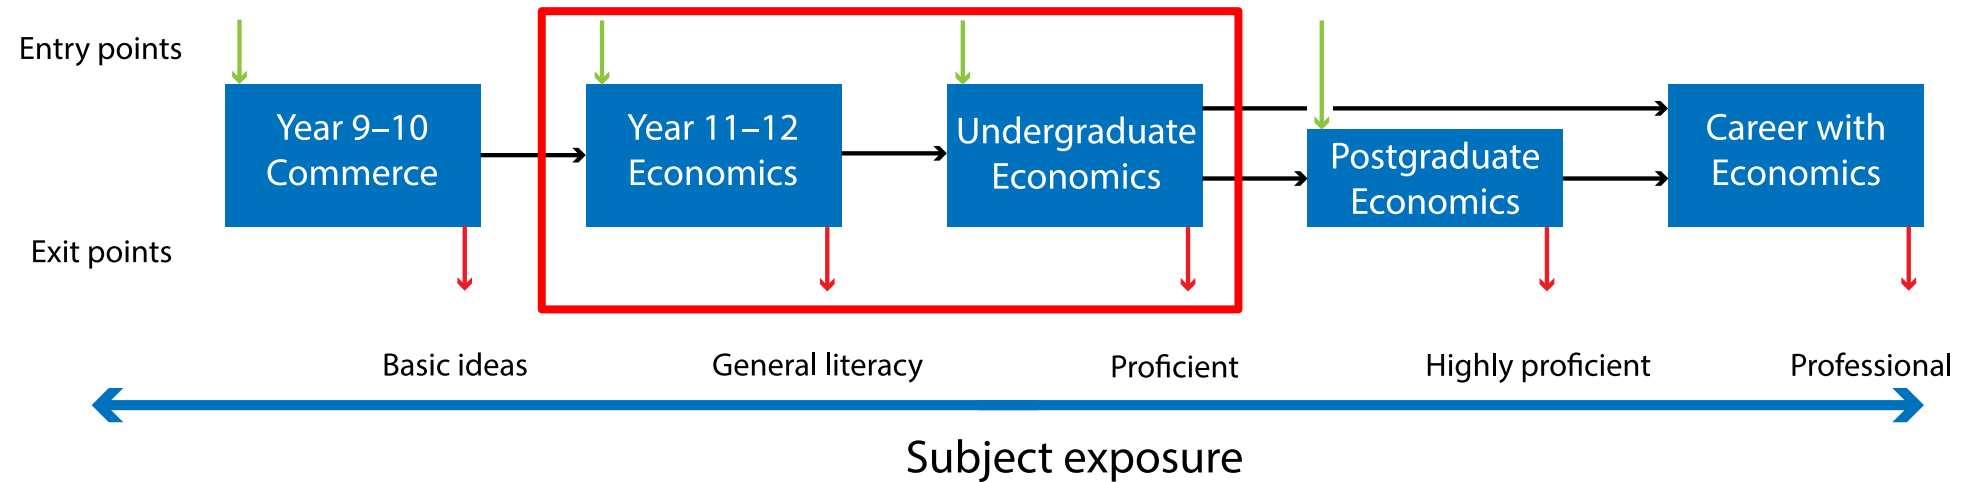 Entry points
Year 9–10
Commerce
Year 11–12
Economics
Undergraduate
Economics
Postgraduate
Economics
Career with
Economics
Exit points
Basic ideas
General literacy
Proficient
Highly proficient
Professional
Subject exposure